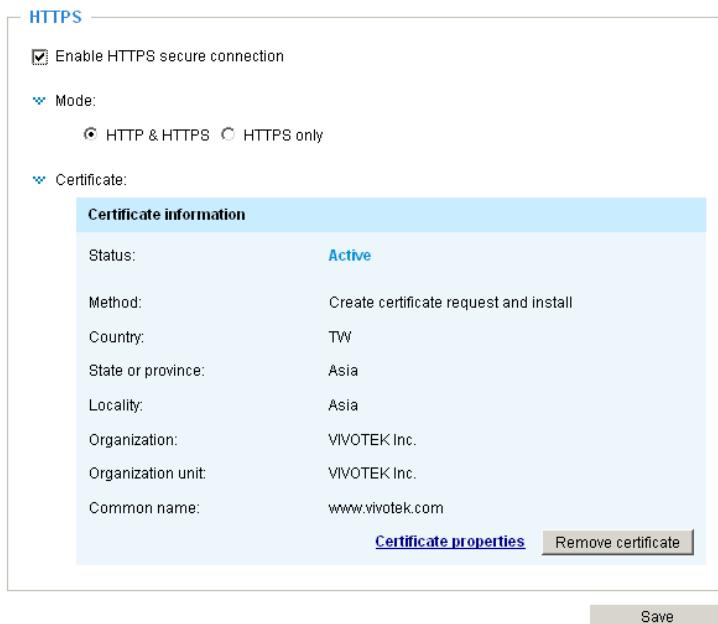 HTTPS
Enable HTTPS secure connection
Mode:
HTTP & HTTPS HTTPS only
Certificate:
Certificate information
Status: Active
Method: Create certificate request and install
Country: TW
State or province: Asia
Locality: Asia
Organization: VIVOTEK Inc.
Organization unit: VIVOTEK Inc.
Common name: www.vivotek.com
Certificate properties Remove certificate
Save